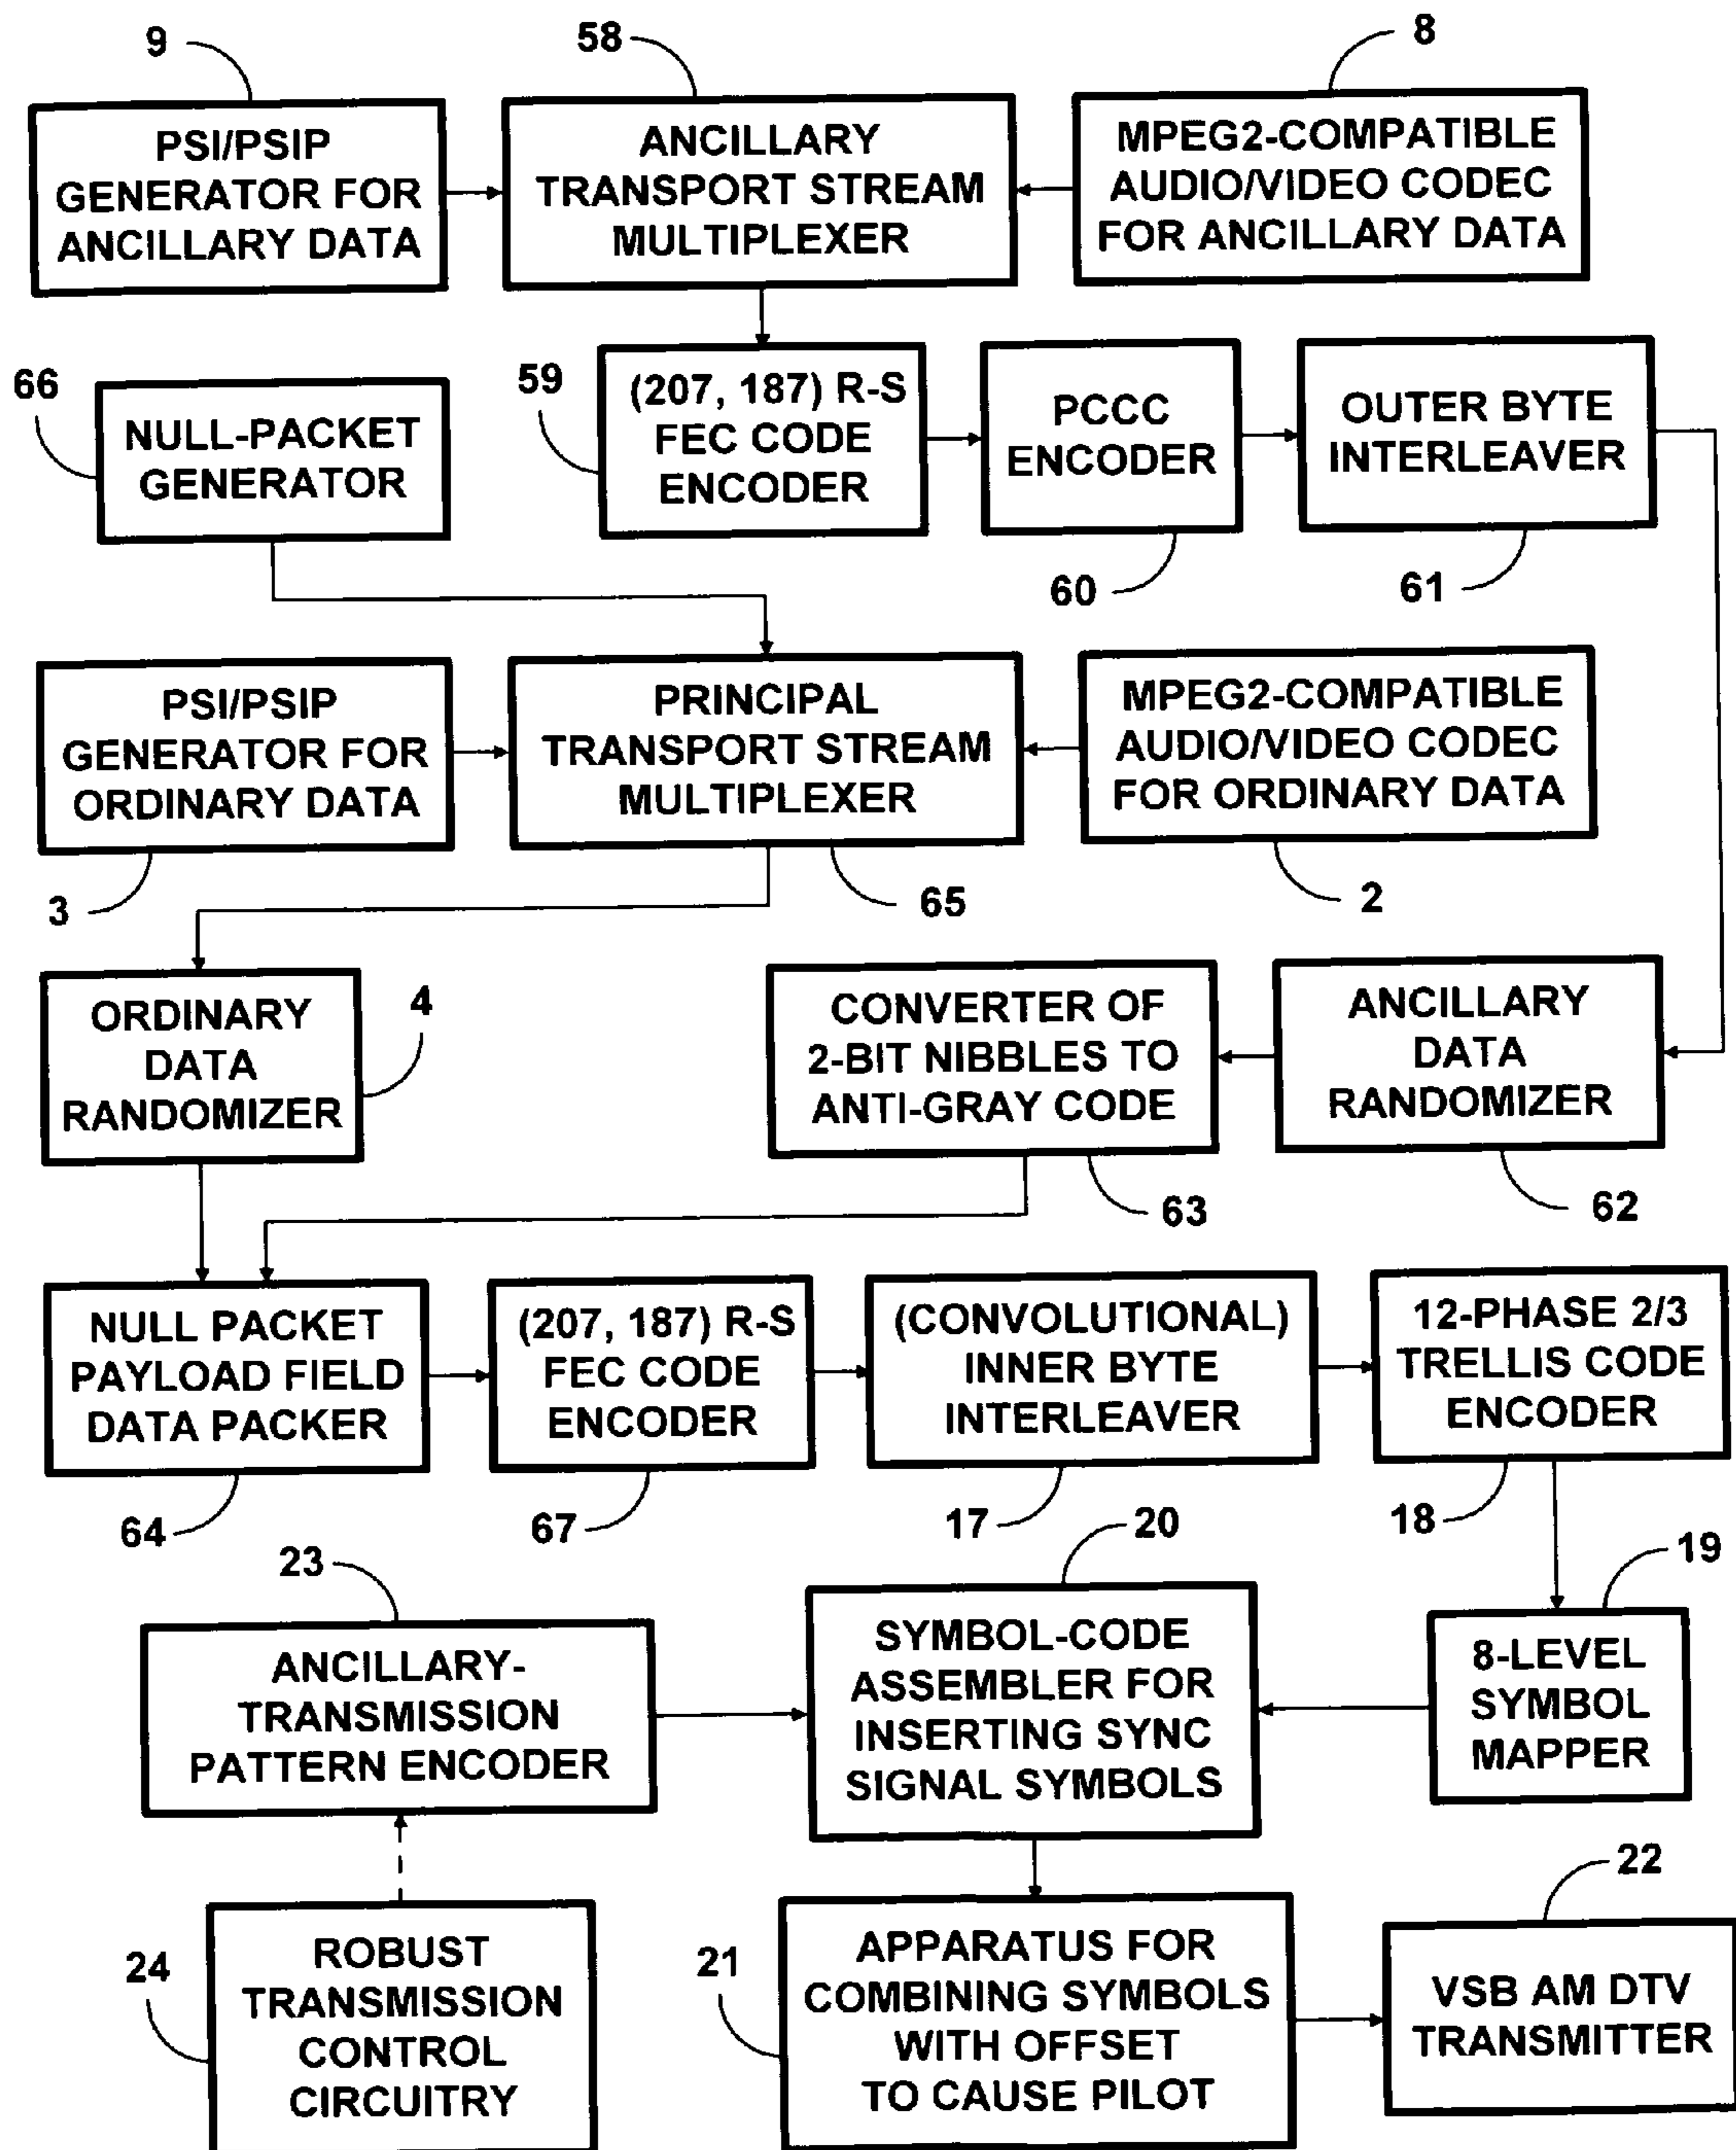 9
58
8
PSI/PSIP
GENERATOR FOR
ANCILLARY DATA
ANCILLARY
TRANSPORT STREAM
MULTIPLEXER
MPEG2-COMPATIBLE
AUDIO/VIDEO CODEC
FOR ANCILLARY DATA
66
NULL-PACKET
GENERATOR
59
(207, 187) R-S
FEC CODE
ENCODER
PCCC
ENCODER
60
OUTER BYTE
INTERLEAVER
61
PSI/PSIP
GENERATOR FOR
ORDINARY DATA
3
PRINCIPAL
TRANSPORT STREAM
MULTIPLEXER
65
MPEG2-COMPATIBLE
AUDIO/VIDEO CODEC
FOR ORDINARY DATA
2
ORDINARY
DATA
RANDOMIZER
4
CONVERTER OF
2-BIT NIBBLES TO
ANTI-GRAY CODE
63
ANCILLARY
DATA
RANDOMIZER
62
NULL PACKET
PAYLOAD FIELD
DATA PACKER
64
(207, 187) R-S
FEC CODE
ENCODER
67
(CONVOLUTIONAL)
INNER BYTE
INTERLEAVER
17
12-PHASE 2/3
TRELLIS CODE
ENCODER
18
23
ANCILLARY-
TRANSMISSION
PATTERN ENCODER
20
SYMBOL-CODE
ASSEMBLER FOR
INSERTING SYNC
SIGNAL SYMBOLS
19
8-LEVEL
SYMBOL
MAPPER
24
ROBUST
TRANSMISSION
CONTROL
CIRCUITRY
21
APPARATUS FOR
COMBINING SYMBOLS
WITH OFFSET
TO CAUSE PILOT
22
VSB AM DTV
TRANSMITTER